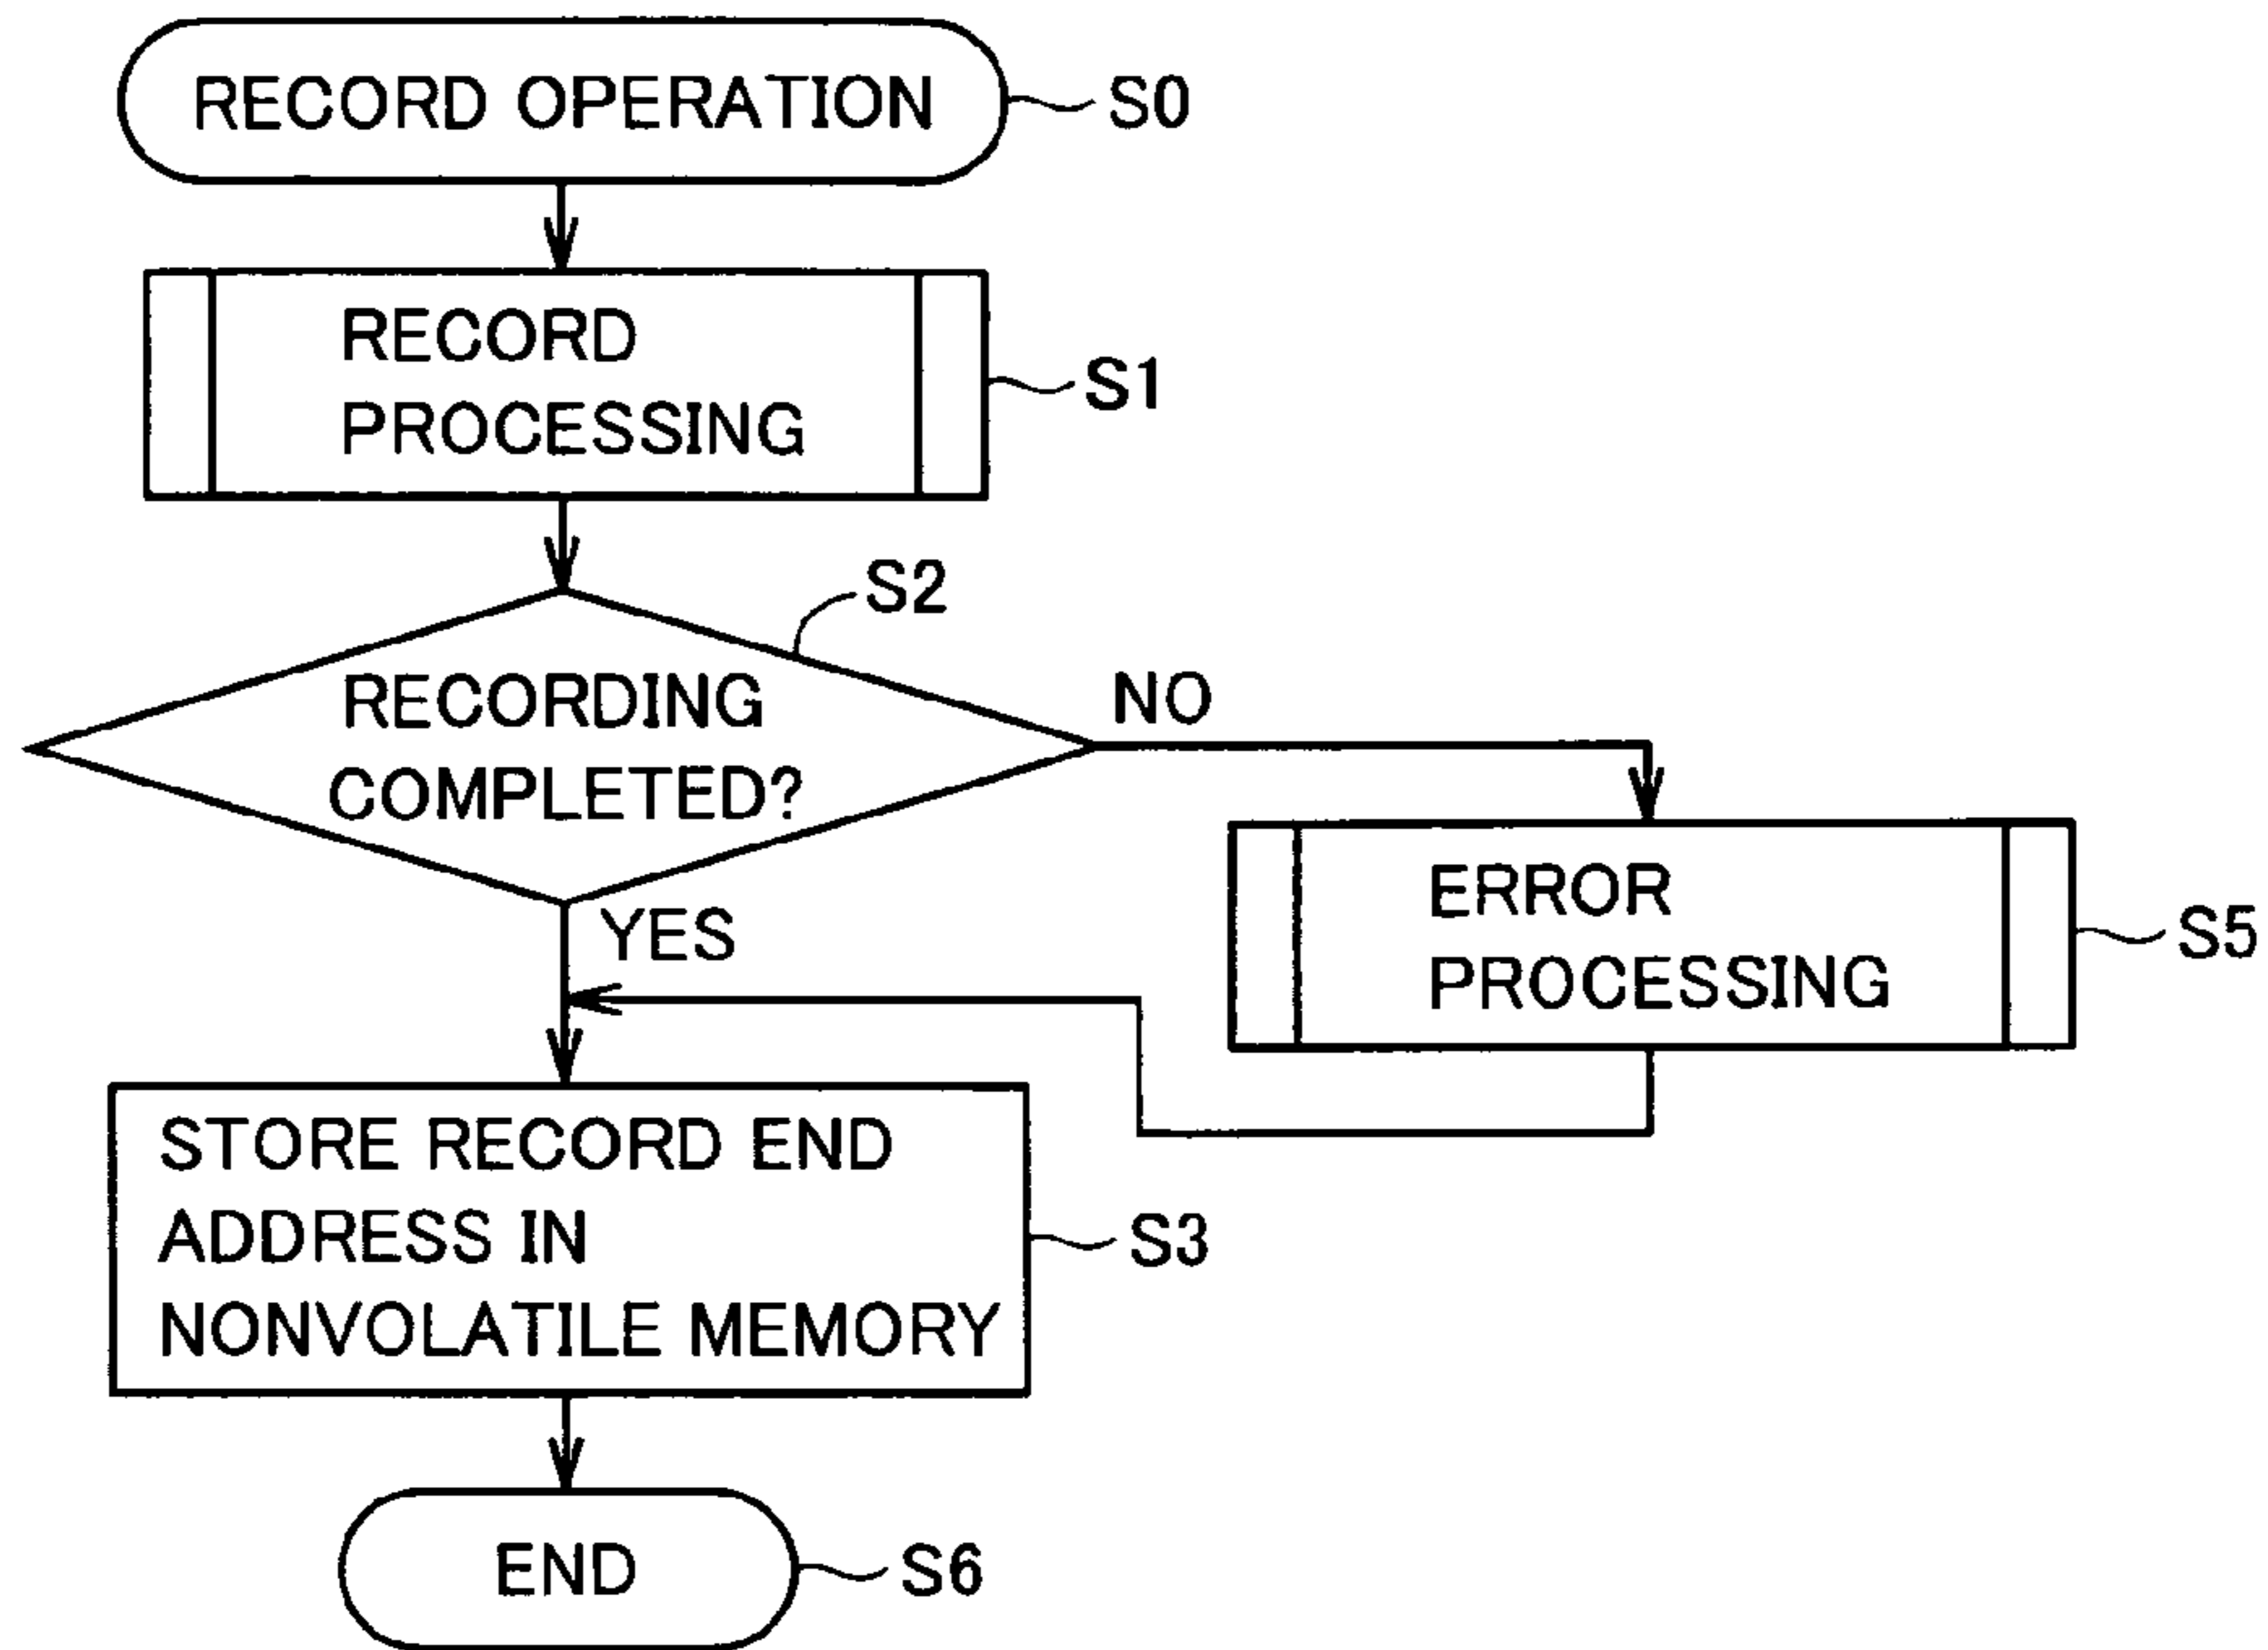 RECORD OPERATION
S0
RECORD
PROCESSING
S1
S2
RECORDING
COMPLETED?
NO
YES
ERROR
PROCESSING
S5
STORE RECORD END
ADDRESS IN
NONVOLATILE MEMORY
S3
END
S6